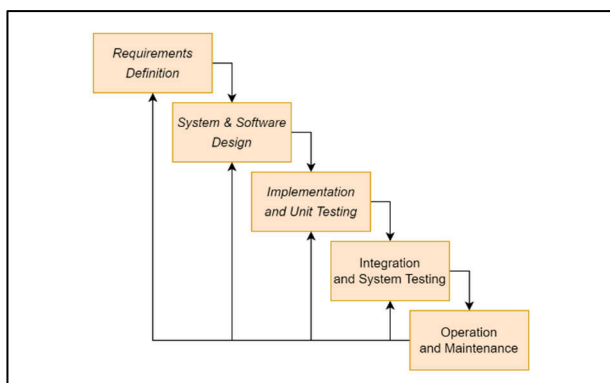 Requirements
Definition
System & Software
Design
Implementation
and Unit Testing
Integration
and System Testing
Operation
and Maintenance